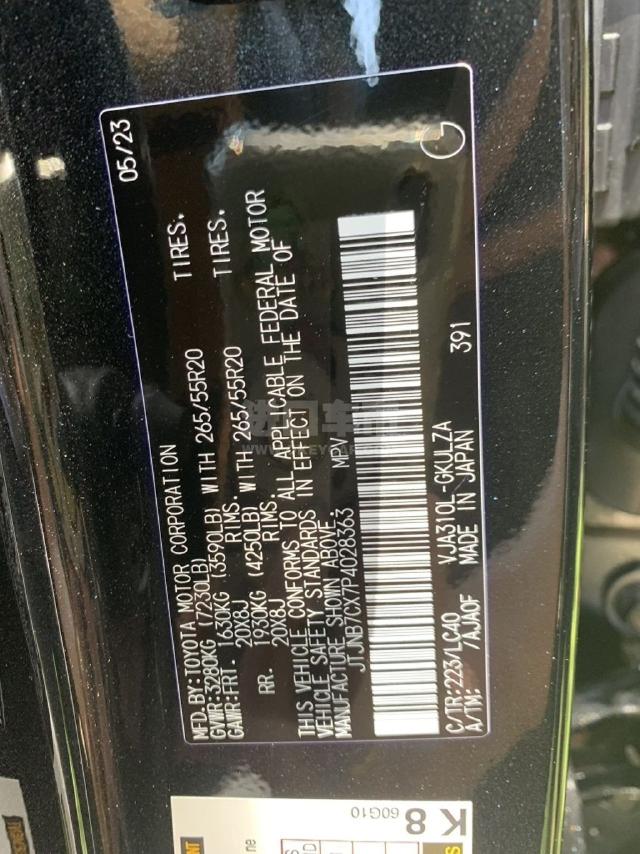 MFD.BY:TOYOTA MOTOR CORPORATION 05/23
GVWR:3280KG (7230LB)
GAWR:FRT- 1630KG (3590LB) WITH 265/55R20 TIRES.
20X8J RIMS.
RR. 1930KG (4250LB) WITH 265/55R20 TIRES.
20X8J RIMS.
THIS VEHICLE CONFORMS TO ALL APPLICABLE FEDERAL MOTOR
VEHICLE SAFETY STANDARDS IN EFFECT ON THE DATE OF
MANUFACTURE SHOWN ABOVE.
JTJNB7CX7P4028363 MPV
C/TR:223/LC40 VJA310L-GKULZA
A/TM: /AJA0F MADE IN JAPAN 391
K 8
60G10